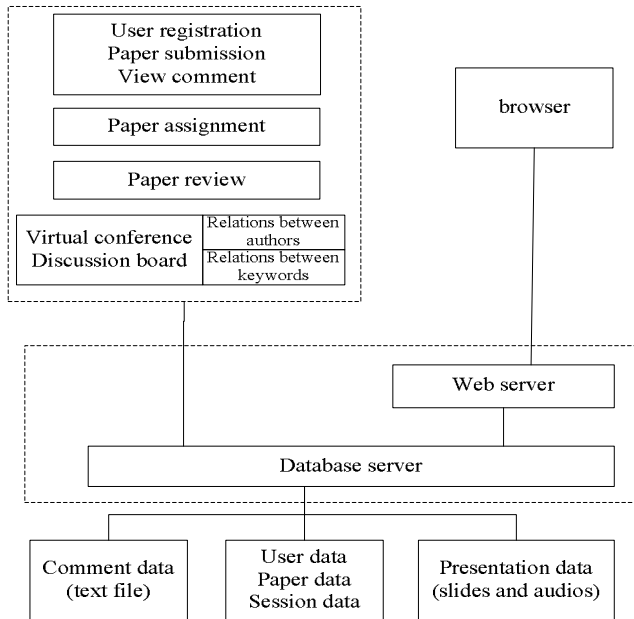 User registration
Paper submission
View comment
Paper assignment
Paper review
Virtual conference
Discussion board
Relations between
authors
Relations between
keywords
browser
Web server
Database server
Comment data
(text file)
User data
Paper data
Session data
Presentation data
(slides and audios)